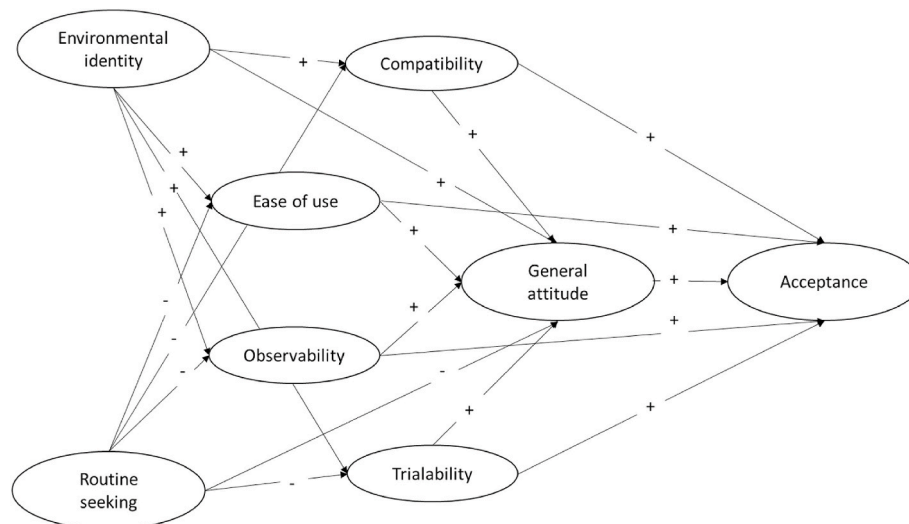 Environmental
identity
Compatibility
+
+
+
+
+
+
+
Ease of use
+
+
+
General
attitude
+
Acceptance
-
+
+
Observability
-
-
-
+
+
Routine
seeking
-
Trialability